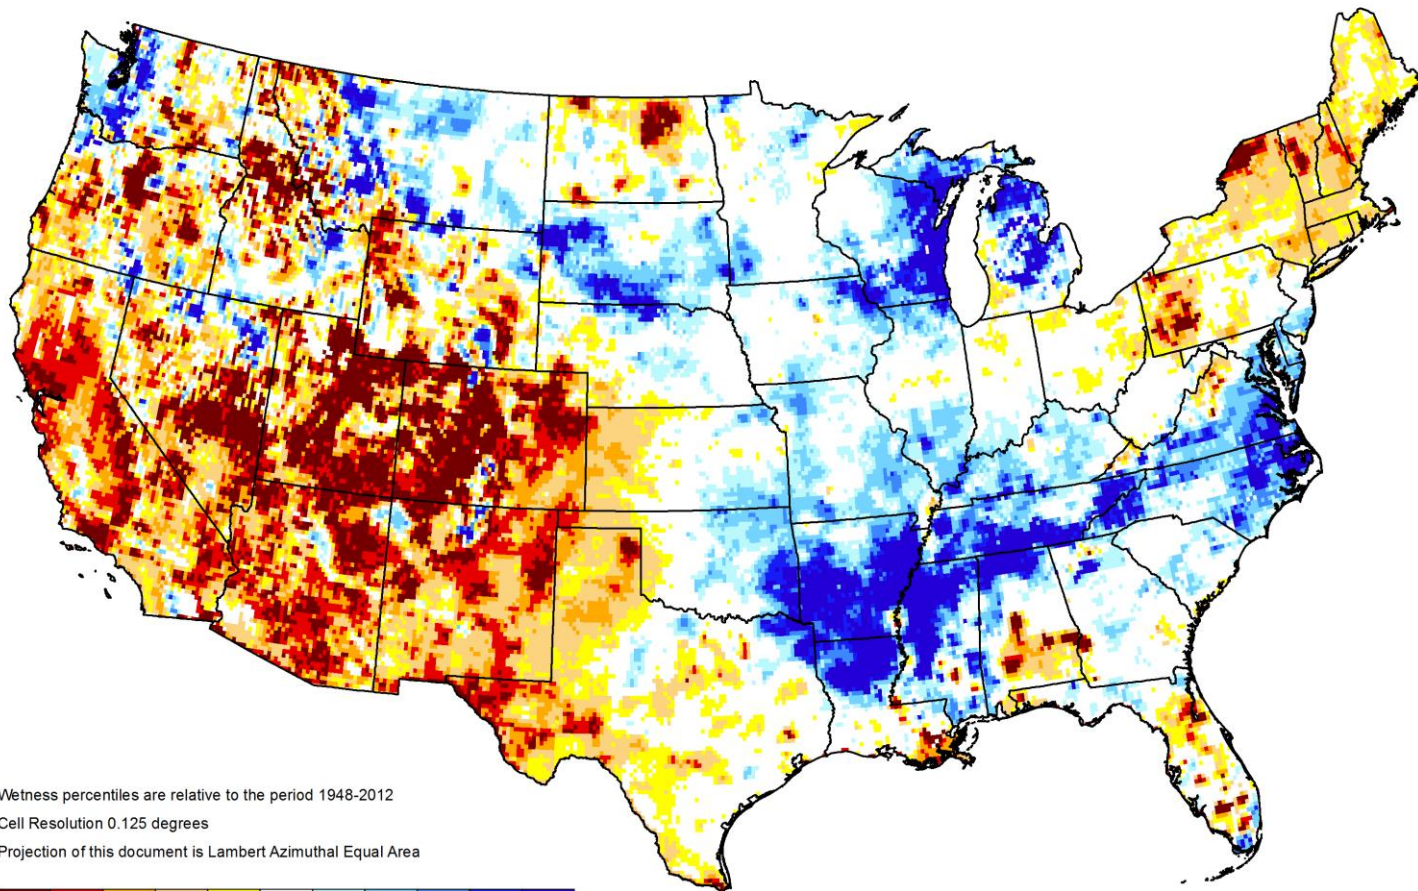 Wetness percentiles are relative to the period 1948-2012
Cell Resolution 0.125 degrees
Projection of this document is Lambert Azimuthal Equal Area